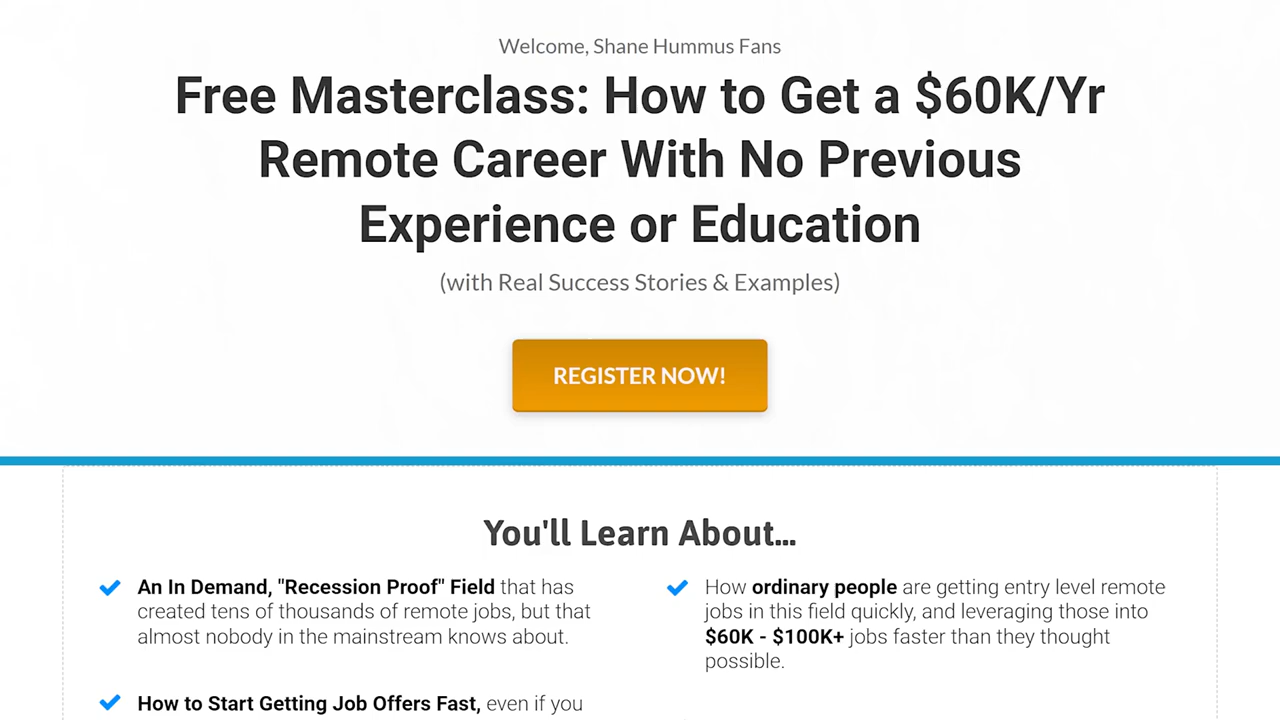 Welcome, Shane Hummus Fans
Free Masterclass: How to Get a $60K/Yr
Remote Career With No Previous
Experience or Education
(with Real Success Stories & Examples)
REGISTER NOW!
You'll Learn About...
An In Demand, "Recession Proof" Field that has
created tens of thousands of remote jobs, but that
almost nobody in the mainstream knows about.
How to Start Getting Job Offers Fast, even if you
How ordinary people are getting entry level remote
jobs in this field quickly, and leveraging those into
$60K - $100K+ jobs faster than they thought
possible.